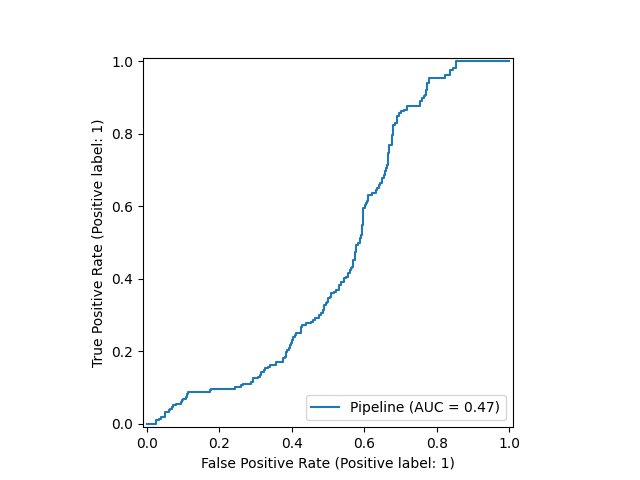 1.0
0.8
0.6
0.4
0.2
0.0
True Positive Rate (Positive label: 1)
Pipeline (AUC = 0.47)
0.0 0.2 0.4 0.6 0.8 1.0
False Positive Rate (Positive label: 1)